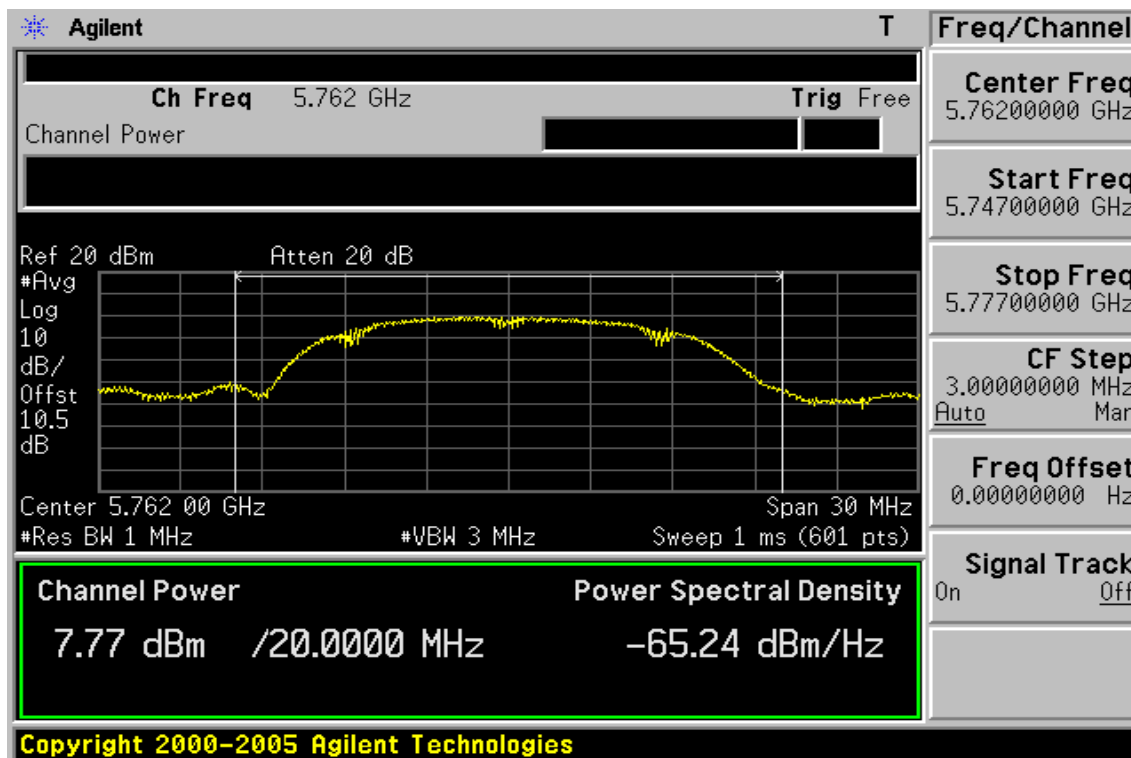 Agilent T
Ch Freq 5.762 GHz Trig Free
Channel Power
Ref 20 dBm Atten 20 dB
#Avg
Log
10
dB/
Offst
10.5
dB
Center 5.762 00 GHz Span 30 MHz
#Res BW 1 MHz #VBW 3 MHz Sweep 1 ms (601 pts)
Channel Power Power Spectral Density
7.77 dBm /20.0000 MHz -65.24 dBm/Hz
Copyright 2000-2005 Agilent Technologies
Freq/Channel
Center Freq
5.76200000 GHz
Start Freq
5.74700000 GHz
Stop Freq
5.77700000 GHz
CF Step
3.00000000 MHz
Auto Man
Freq Offset
0.00000000 Hz
Signal Track
On Off